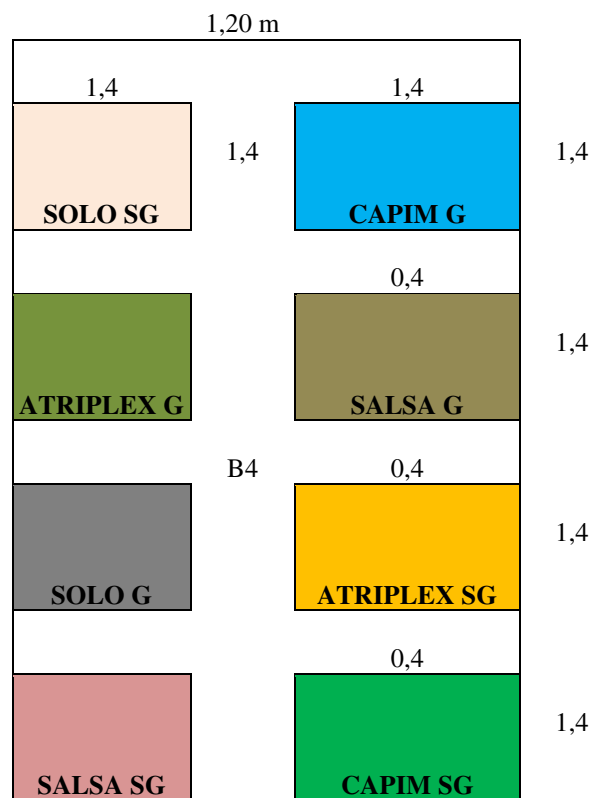 1,20 m
1,4 1,4
1,4 1,4
SOLO SG CAPIM G
0,4
1,4
ATRIPLEX G SALSA G
B4 0,4
1,4
SOLO G ATRIPLEX SG
0,4
1,4
SALSA SG CAPIM SG